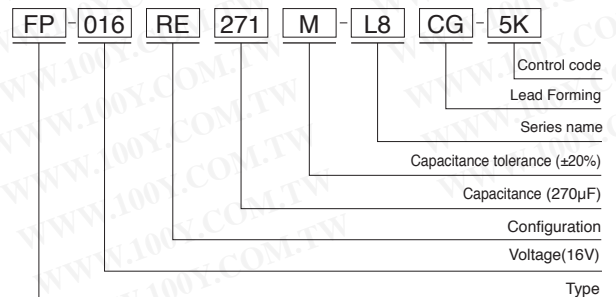 FP - 016 RE 271 M - L8 CG - 5K
Control code
Lead Forming
Series name
Capacitance tolerance (±20%)
Capacitance (270μF)
Configuration
Voltage(16V)
Type
WWW.100Y.COM.TW